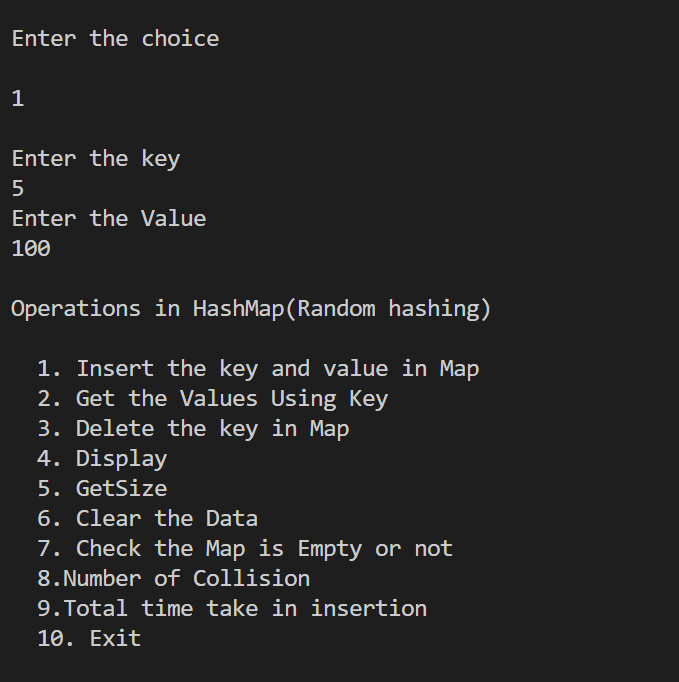 Enter the choice
1
Enter the key
5
Enter the Value
100
Operations in HashMap(Random hashing)
1. Insert the key and value in Map
2. Get the Values Using Key
3. Delete the key in Map
4. Display
5. GetSize
6. Clear the Data
7. Check the Map is Empty or not
8.Number of Collision
9.Total time take in insertion
10. Exit